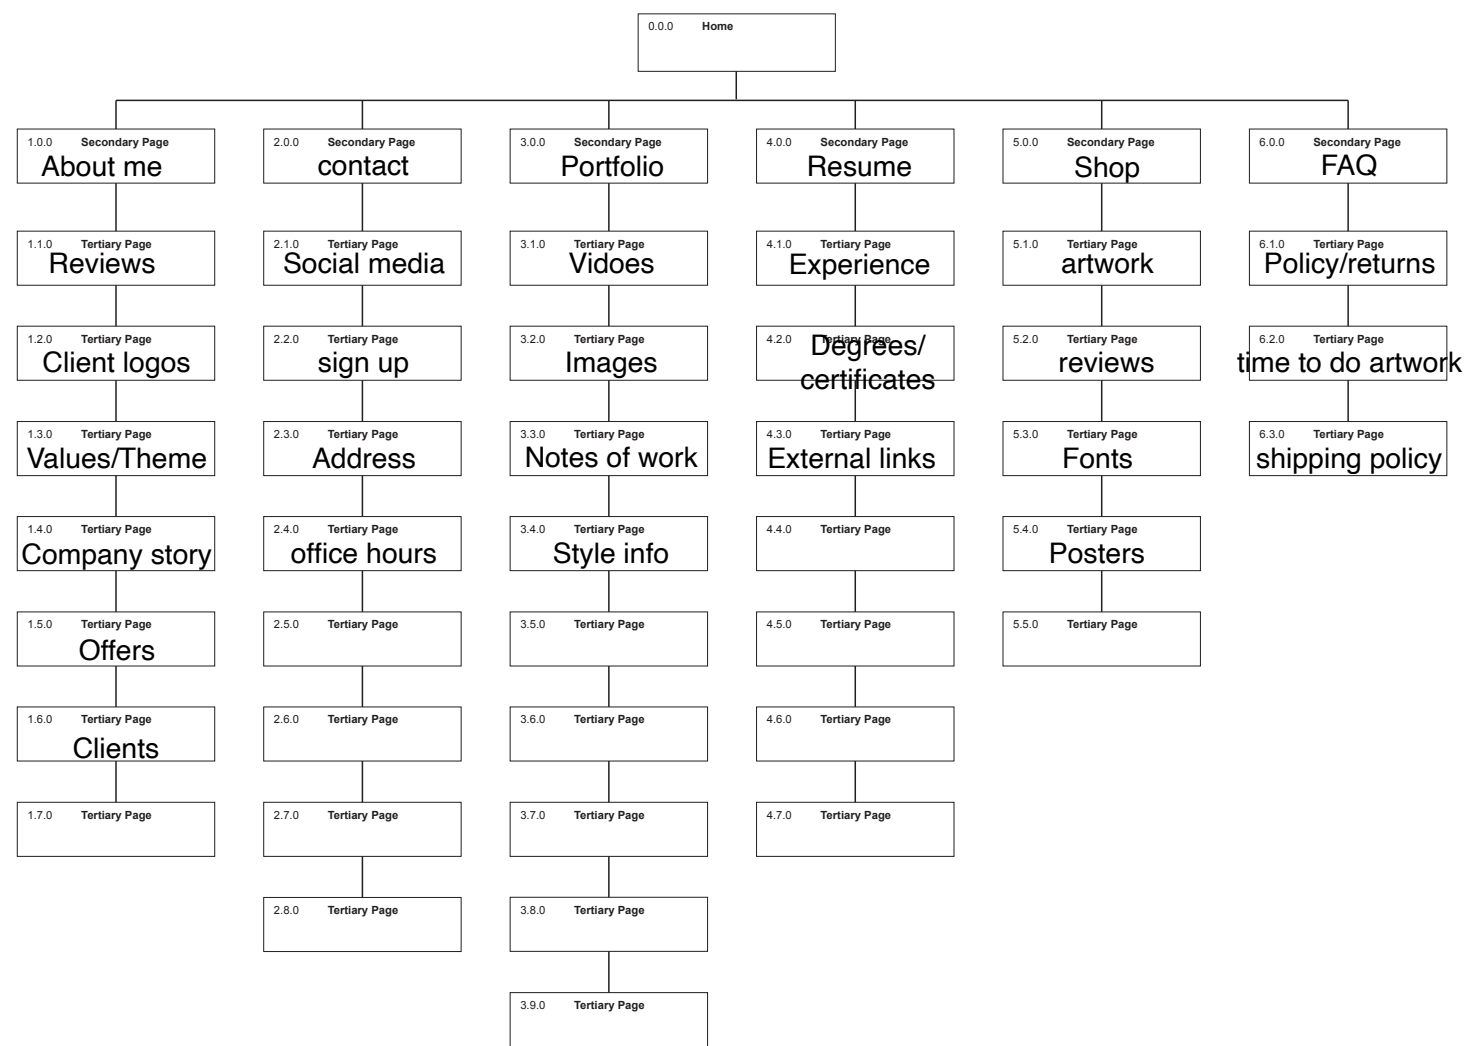 0.0.0 Home
1.0.0 Secondary Page
About me
2.0.0 Secondary Page
contact
3.0.0 Secondary Page
Portfolio
4.0.0 Secondary Page
Resume
5.0.0 Secondary Page
Shop
6.0.0 Secondary Page
FAQ
1.1.0 Tertiary Page
Reviews
2.1.0 Tertiary Page
Social media
3.1.0 Tertiary Page
Vidoes
4.1.0 Tertiary Page
Experience
5.1.0 Tertiary Page
artwork
6.1.0 Tertiary Page
Policy/returns
1.2.0 Tertiary Page
Client logos
2.2.0 Tertiary Page
sign up
3.2.0 Tertiary Page
Images
4.2.0 Tertiary Page
Degrees/
certificates
5.2.0 Tertiary Page
reviews
6.2.0 Tertiary Page
time to do artwork
1.3.0 Tertiary Page
Values/Theme
2.3.0 Tertiary Page
Address
3.3.0 Tertiary Page
Notes of work
4.3.0 Tertiary Page
External links
5.3.0 Tertiary Page
Fonts
6.3.0 Tertiary Page
shipping policy
1.4.0 Tertiary Page
Company story
2.4.0 Tertiary Page
office hours
3.4.0 Tertiary Page
Style info
4.4.0 Tertiary Page
5.4.0 Tertiary Page
Posters
1.5.0 Tertiary Page
Offers
2.5.0 Tertiary Page
3.5.0 Tertiary Page
4.5.0 Tertiary Page
5.5.0 Tertiary Page
1.6.0 Tertiary Page
Clients
2.6.0 Tertiary Page
3.6.0 Tertiary Page
4.6.0 Tertiary Page
1.7.0 Tertiary Page
2.7.0 Tertiary Page
3.7.0 Tertiary Page
4.7.0 Tertiary Page
2.8.0 Tertiary Page
3.8.0 Tertiary Page
3.9.0 Tertiary Page